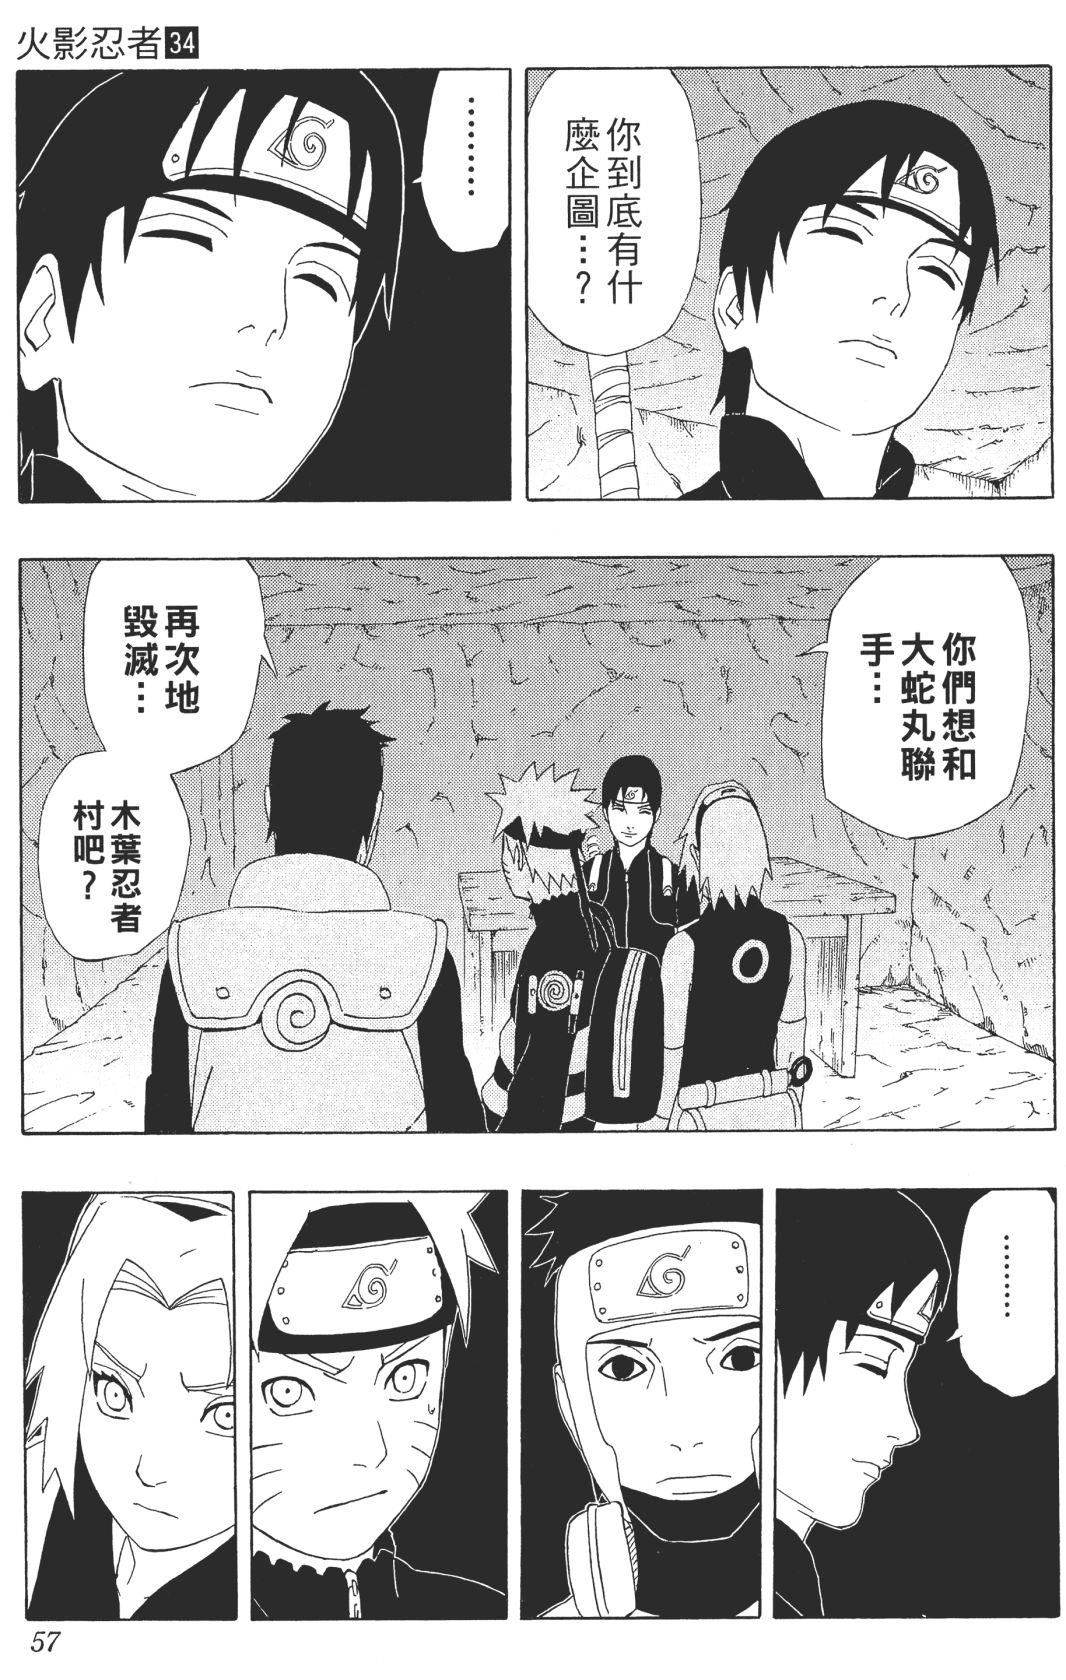 火影忍者34
你到底有什
麼企圖…?
………
你們想和
大蛇丸聯
手…
再次地
毀滅…
木葉忍者
村吧?
………
57